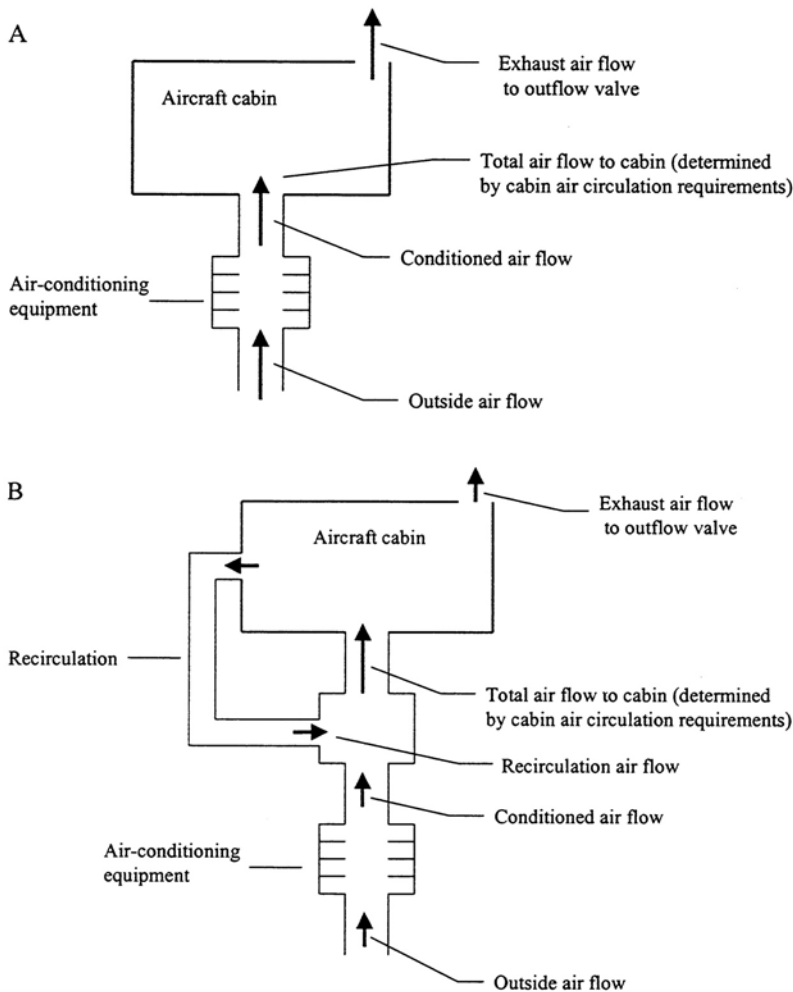 A
Exhaust air flow
to outflow valve
Aircraft cabin
Total air flow to cabin (determined
by cabin air circulation requirements)
Conditioned air flow
Air-conditioning
equipment
Outside air flow
B
Exhaust air flow
to outflow valve
Aircraft cabin
Recirculation
Total air flow to cabin (determined
by cabin air circulation requirements)
Recirculation air flow
Conditioned air flow
Air-conditioning
equipment
Outside air flow